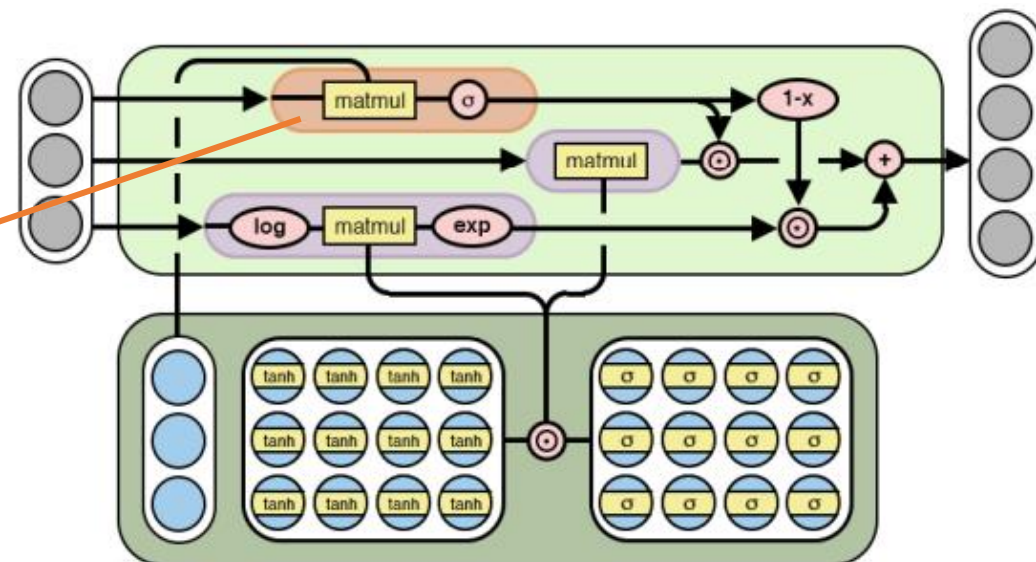 matmul σ 1-x
matmul ⊙ +
log matmul exp ⊙
tanh tanh tanh tanh σ σ σ σ
tanh tanh tanh tanh ⊙ σ σ σ σ
tanh tanh tanh tanh σ σ σ σ